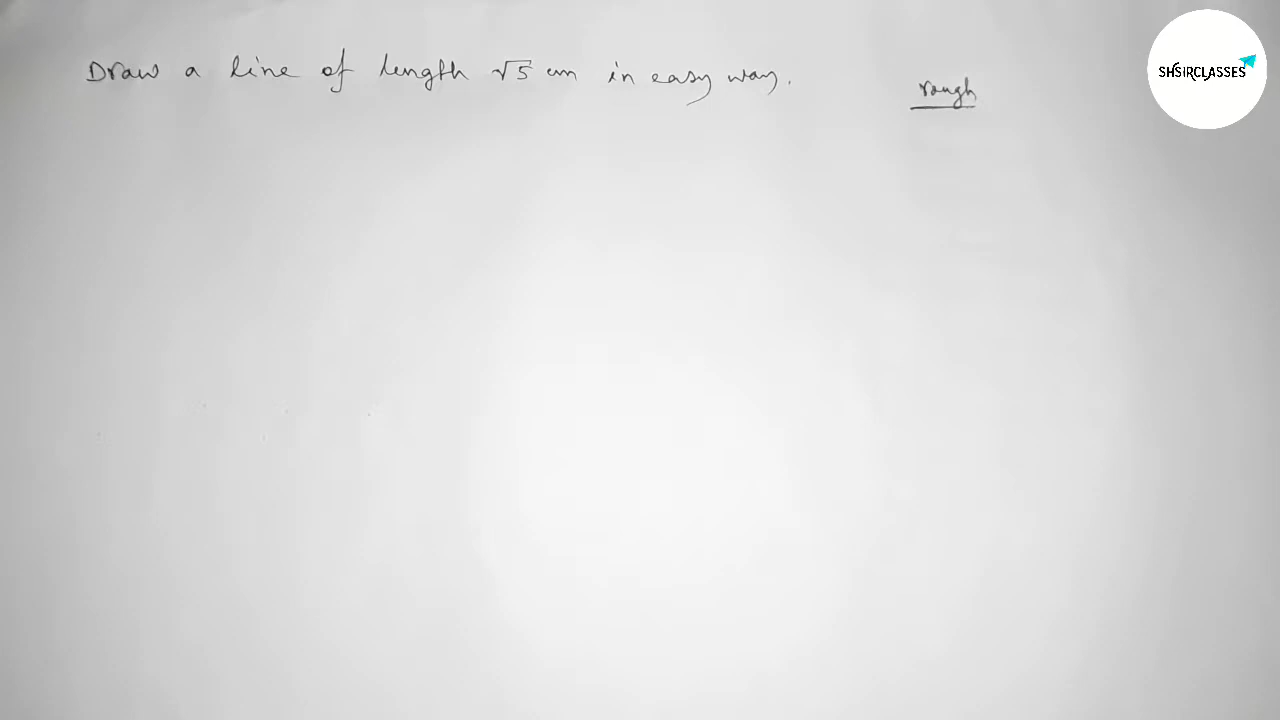 Draw a line of length √5 cm in easy way.
rough
SHSIRCLASSES